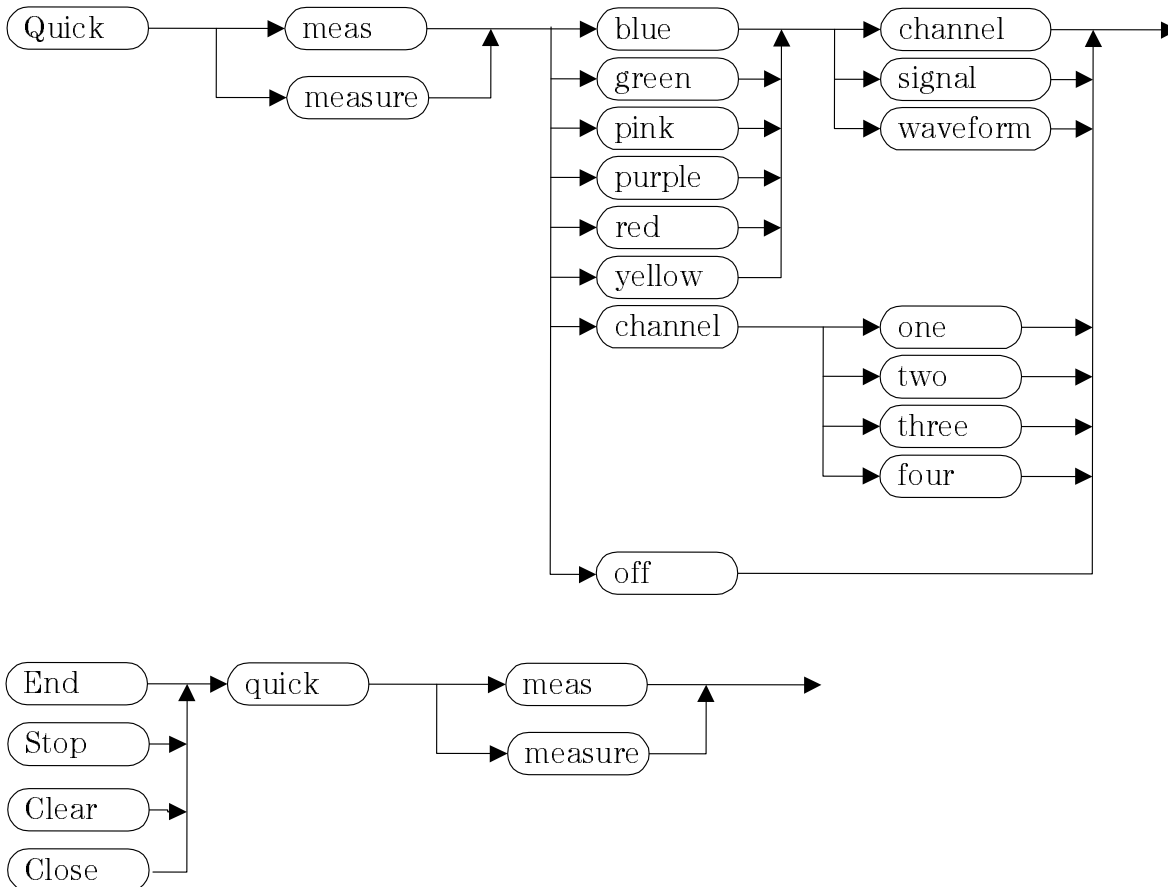 Quick meas blue channel
green signal
measure
pink waveform
purple
red
yellow
channel one
two
three
four
off
End quick meas
Stop
measure
Clear
Close